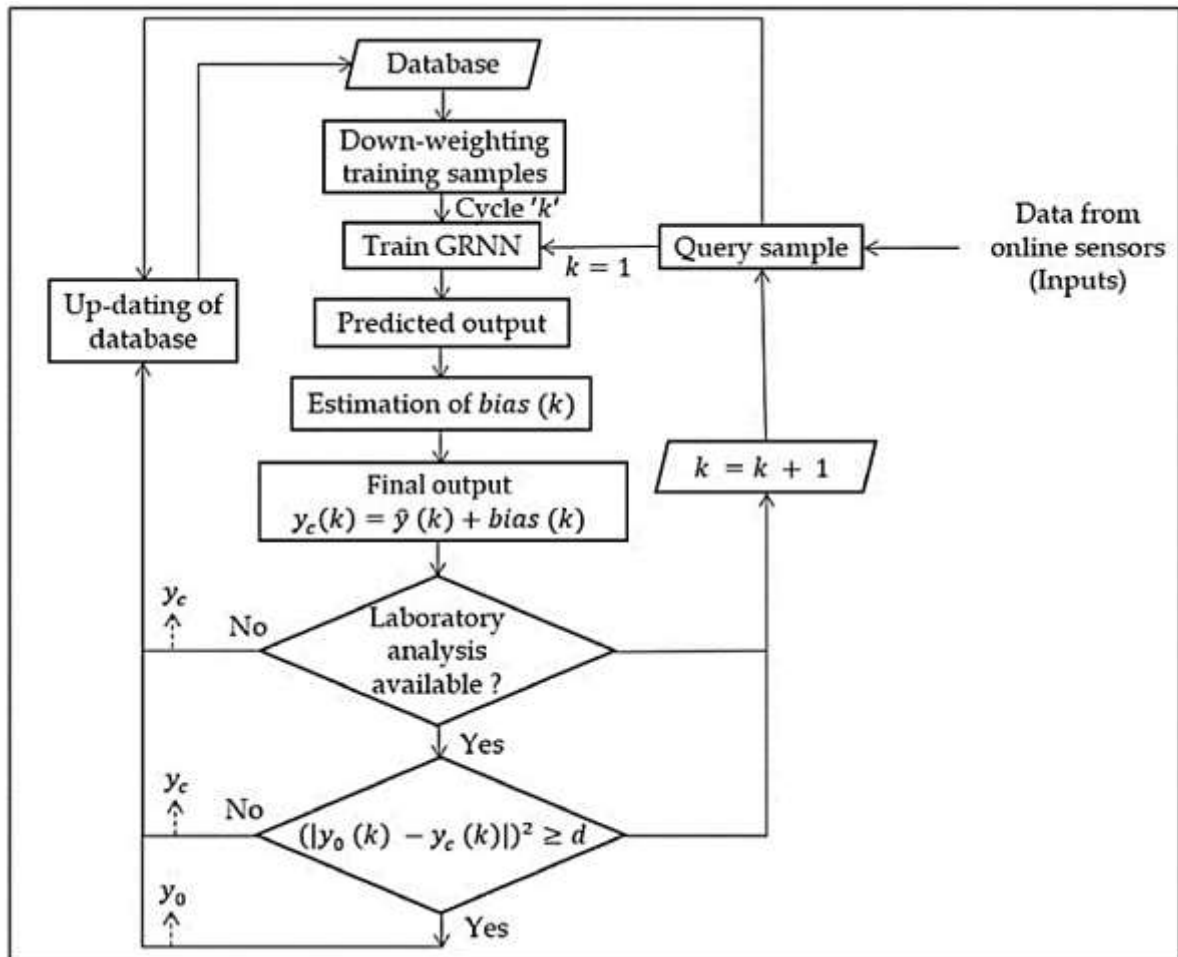 Database
Down-weighting
training samples
Cycle 'k'
Train GRNN
k = 1
Query sample
Data from
online sensors
(Inputs)
Up-dating of
database
Predicted output
Estimation of bias (k)
k = k + 1
Final output
y_c(k) = ŷ (k) + bias (k)
y_c
No
Laboratory
analysis
available ?
Yes
y_c
No
(|y_0 (k) − y_c (k)|)² ≥ d
y_0
Yes